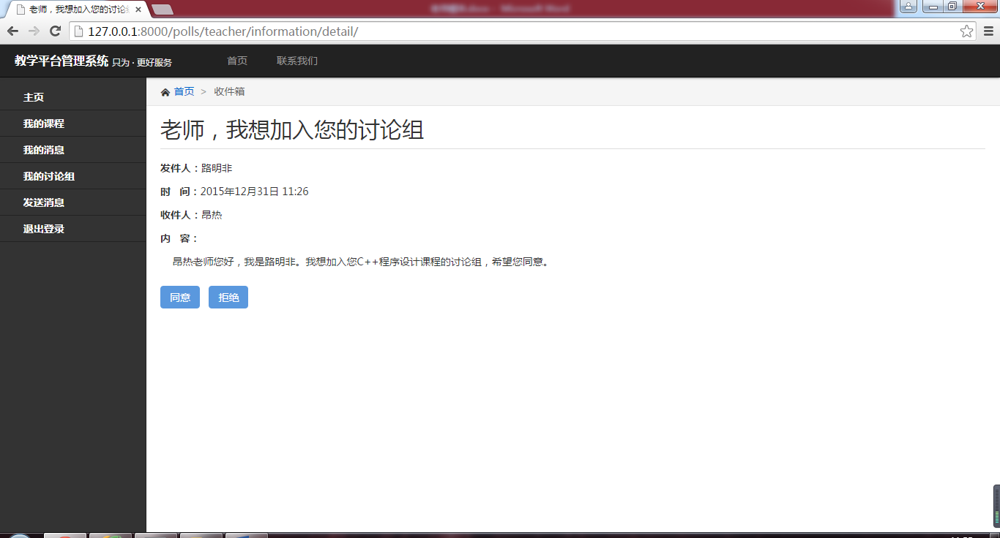 老师，我想加入您的讨论
127.0.0.1:8000/polls/teacher/information/detail/
教学平台管理系统 只为 · 更好服务 首页 联系我们
主页
我的课程
我的消息
我的讨论组
发送消息
退出登录
首页 > 收件箱
老师，我想加入您的讨论组
发件人：路明非
时 间：2015年12月31日 11:26
收件人：昂热
内 容：
昂热老师您好，我是路明非。我想加入您C++程序设计课程的讨论组，希望您同意。
同意 拒绝